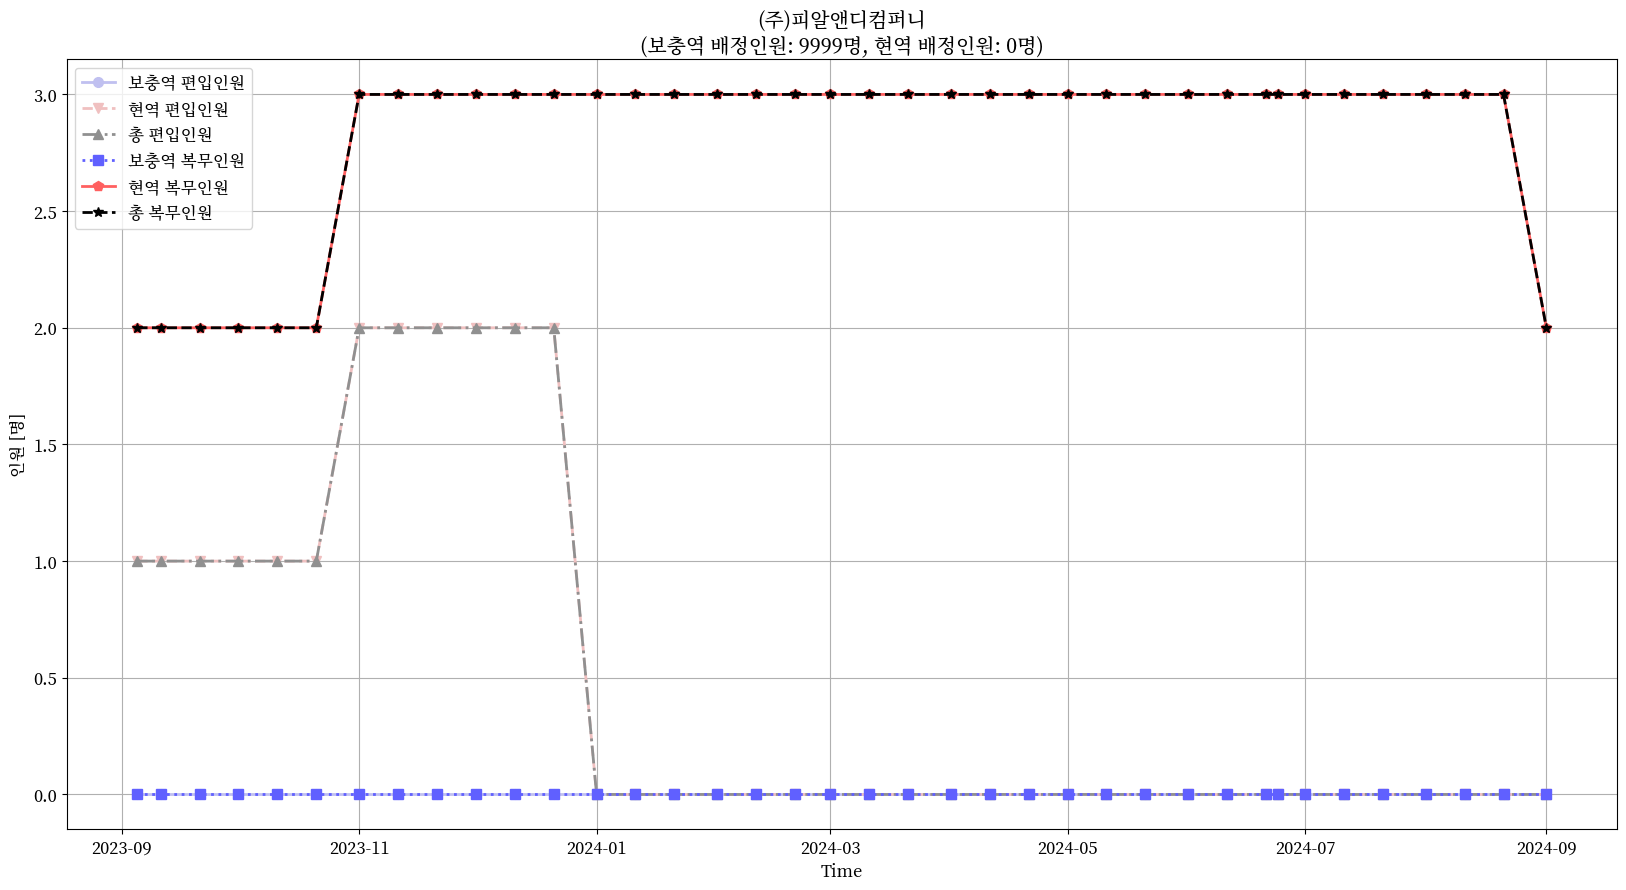 (주)피알앤디컴퍼니
(보충역 배정인원: 9999명, 현역 배정인원: 0명)
보충역 편입인원
현역 편입인원
총 편입인원
보충역 복무인원
현역 복무인원
총 복무인원
3.0
2.5
2.0
1.5
1.0
0.5
0.0
인원 [명]
2023-09
2023-11
2024-01
2024-03
2024-05
2024-07
2024-09
Time